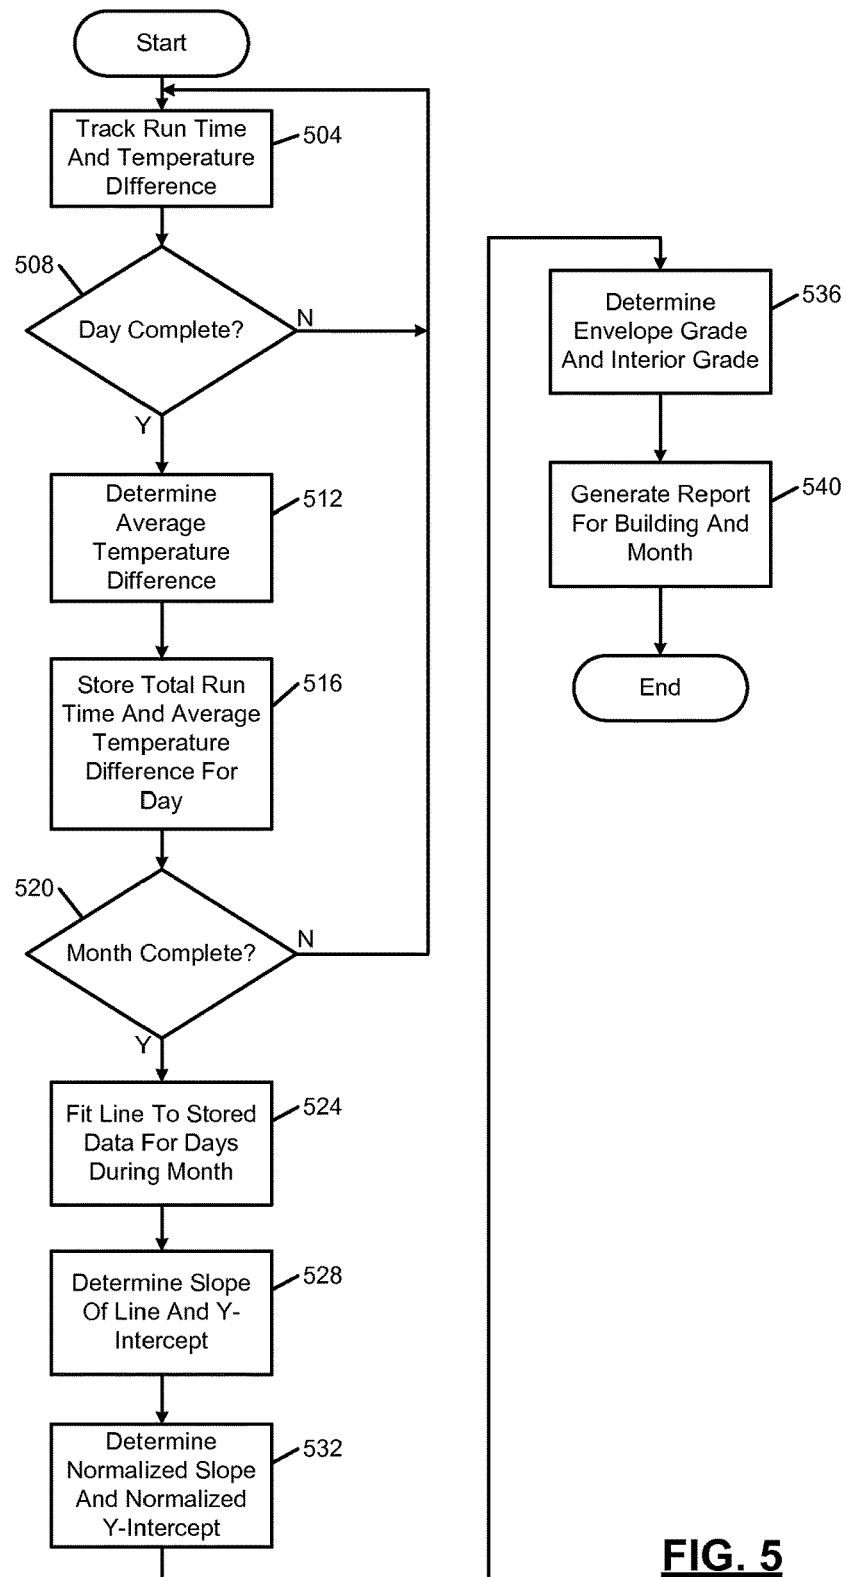 Start
Track Run Time
And Temperature
DIfference
504
508
Day Complete?
N
Y
Determine
Average
Temperature
Difference
512
Store Total Run
Time And Average
Temperature
Difference For
Day
516
520
Month Complete?
N
Y
Fit Line To Stored
Data For Days
During Month
524
Determine Slope
Of Line And Y-
Intercept
528
Determine
Normalized Slope
And Normalized
Y-Intercept
532
Determine
Envelope Grade
And Interior Grade
536
Generate Report
For Building And
Month
540
End
FIG. 5